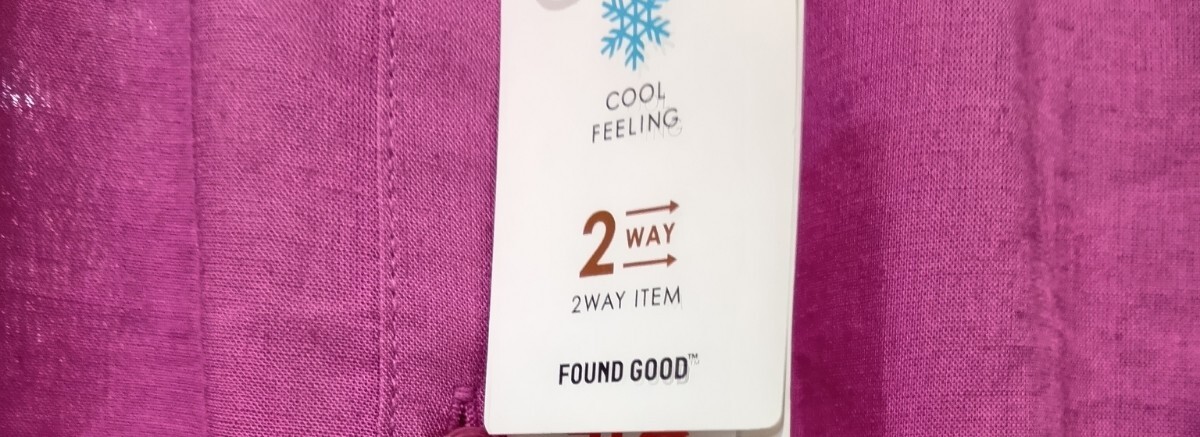 COOL
FEELING
2 WAY
2WAY ITEM
FOUND GOOD™